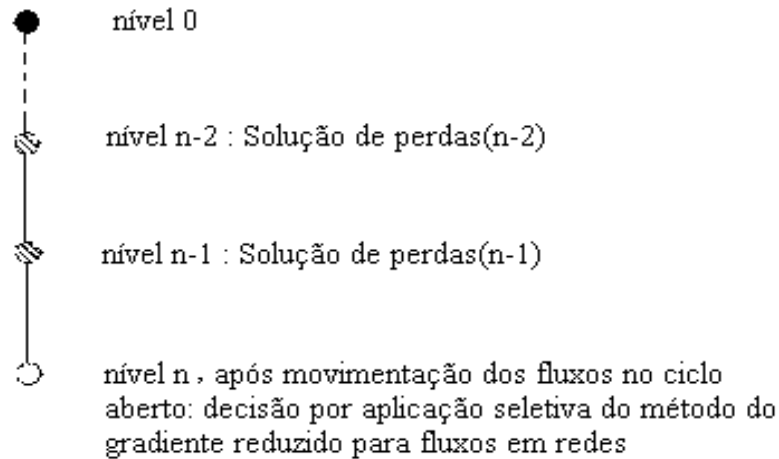 nível 0
nível n-2 : Solução de perdas(n-2)
nível n-1 : Solução de perdas(n-1)
nível n , após movimentação dos fluxos no ciclo
aberto: decisão por aplicação seletiva do método do
gradiente reduzido para fluxos em redes